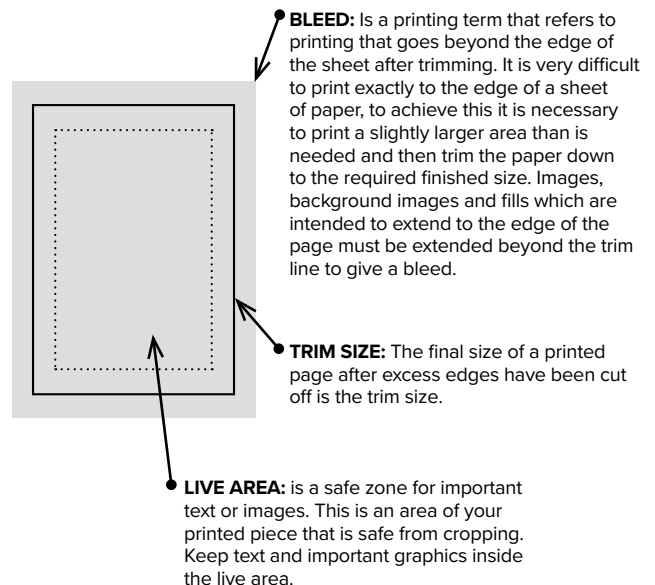 BLEED: Is a printing term that refers to
printing that goes beyond the edge of
the sheet after trimming. It is very difficult
to print exactly to the edge of a sheet
of paper, to achieve this it is necessary
to print a slightly larger area than is
needed and then trim the paper down
to the required finished size. Images,
background images and fills which are
intended to extend to the edge of the
page must be extended beyond the trim
line to give a bleed.
TRIM SIZE: The final size of a printed
page after excess edges have been cut
off is the trim size.
LIVE AREA: is a safe zone for important
text or images. This is an area of your
printed piece that is safe from cropping.
Keep text and important graphics inside
the live area.